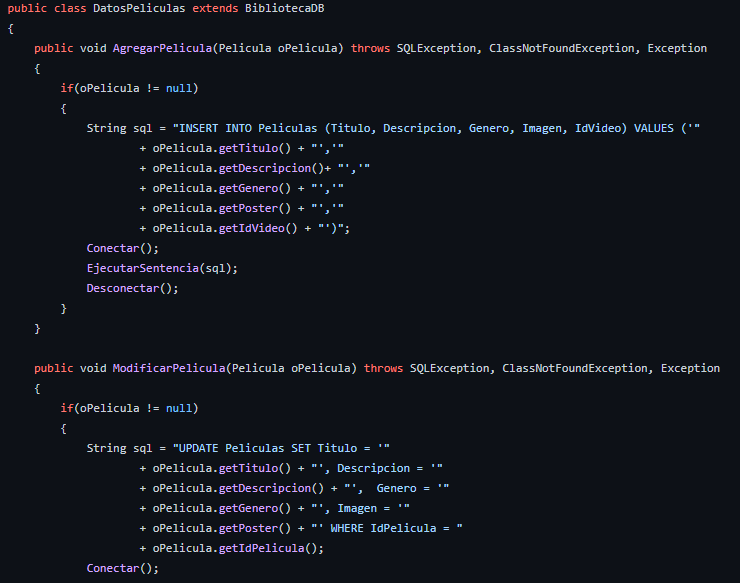 public class DatosPeliculas extends BibliotecaDB
{
    public void AgregarPelicula(Pelicula oPelicula) throws SQLException, ClassNotFoundException, Exception
    {
        if(oPelicula != null)
        {
            String sql = "INSERT INTO Peliculas (Titulo, Descripcion, Genero, Imagen, IdVideo) VALUES ('"
                    + oPelicula.getTitulo() + "','"
                    + oPelicula.getDescripcion()+ "','"
                    + oPelicula.getGenero() + "','"
                    + oPelicula.getPoster() + "','"
                    + oPelicula.getIdVideo() + "')";
            Conectar();
            EjecutarSentencia(sql);
            Desconectar();
        }
    }

    public void ModificarPelicula(Pelicula oPelicula) throws SQLException, ClassNotFoundException, Exception
    {
        if(oPelicula != null)
        {
            String sql = "UPDATE Peliculas SET Titulo = '"
                    + oPelicula.getTitulo() + "', Descripcion = '"
                    + oPelicula.getDescripcion() + "',  Genero = '"
                    + oPelicula.getGenero() + "', Imagen = '"
                    + oPelicula.getPoster() + "' WHERE IdPelicula = "
                    + oPelicula.getIdPelicula();
            Conectar();